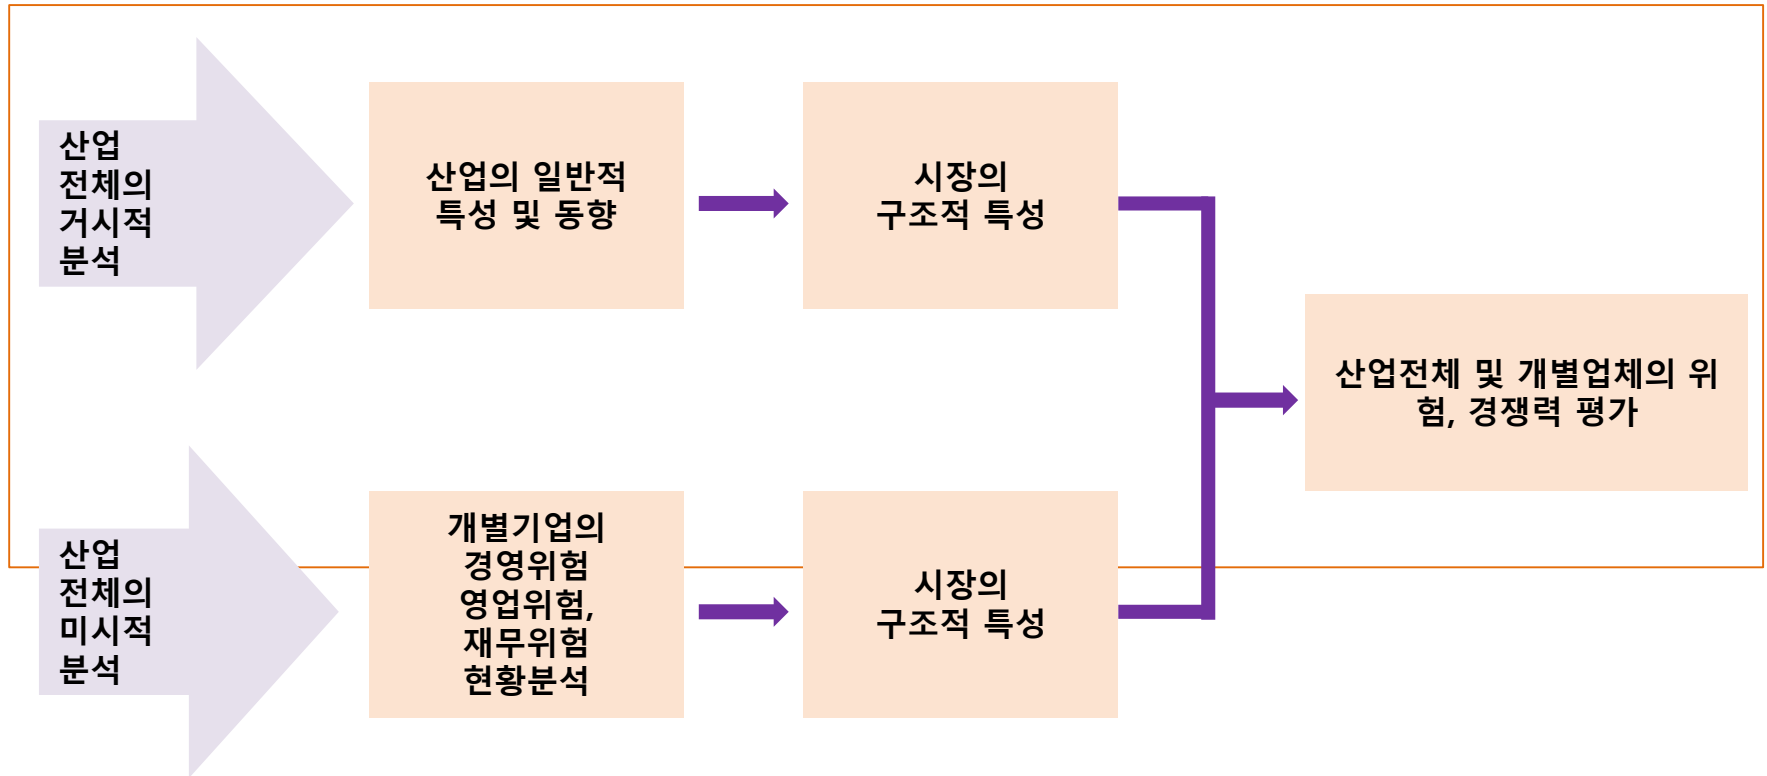 산업
전체의
거시적
분석
산업의 일반적
특성 및 동향
시장의
구조적 특성
산업전체 및 개별업체의 위
험, 경쟁력 평가
산업
전체의
미시적
분석
개별기업의
경영위험
영업위험,
재무위험
현황분석
시장의
구조적 특성